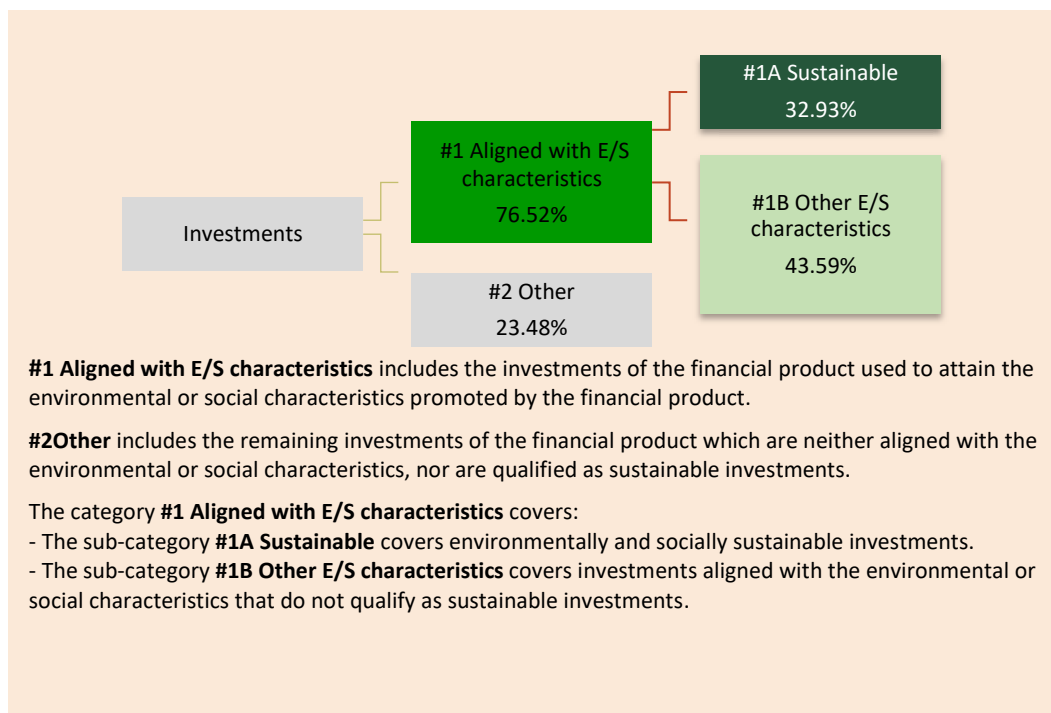 #1A Sustainable
32.93%
#1 Aligned with E/S
characteristics
76.52%
#1B Other E/S
characteristics
43.59%
Investments
#2 Other
23.48%
#1 Aligned with E/S characteristics includes the investments of the financial product used to attain the
environmental or social characteristics promoted by the financial product.
#2Other includes the remaining investments of the financial product which are neither aligned with the
environmental or social characteristics, nor are qualified as sustainable investments.
The category #1 Aligned with E/S characteristics covers:
- The sub-category #1A Sustainable covers environmentally and socially sustainable investments.
- The sub-category #1B Other E/S characteristics covers investments aligned with the environmental or
social characteristics that do not qualify as sustainable investments.